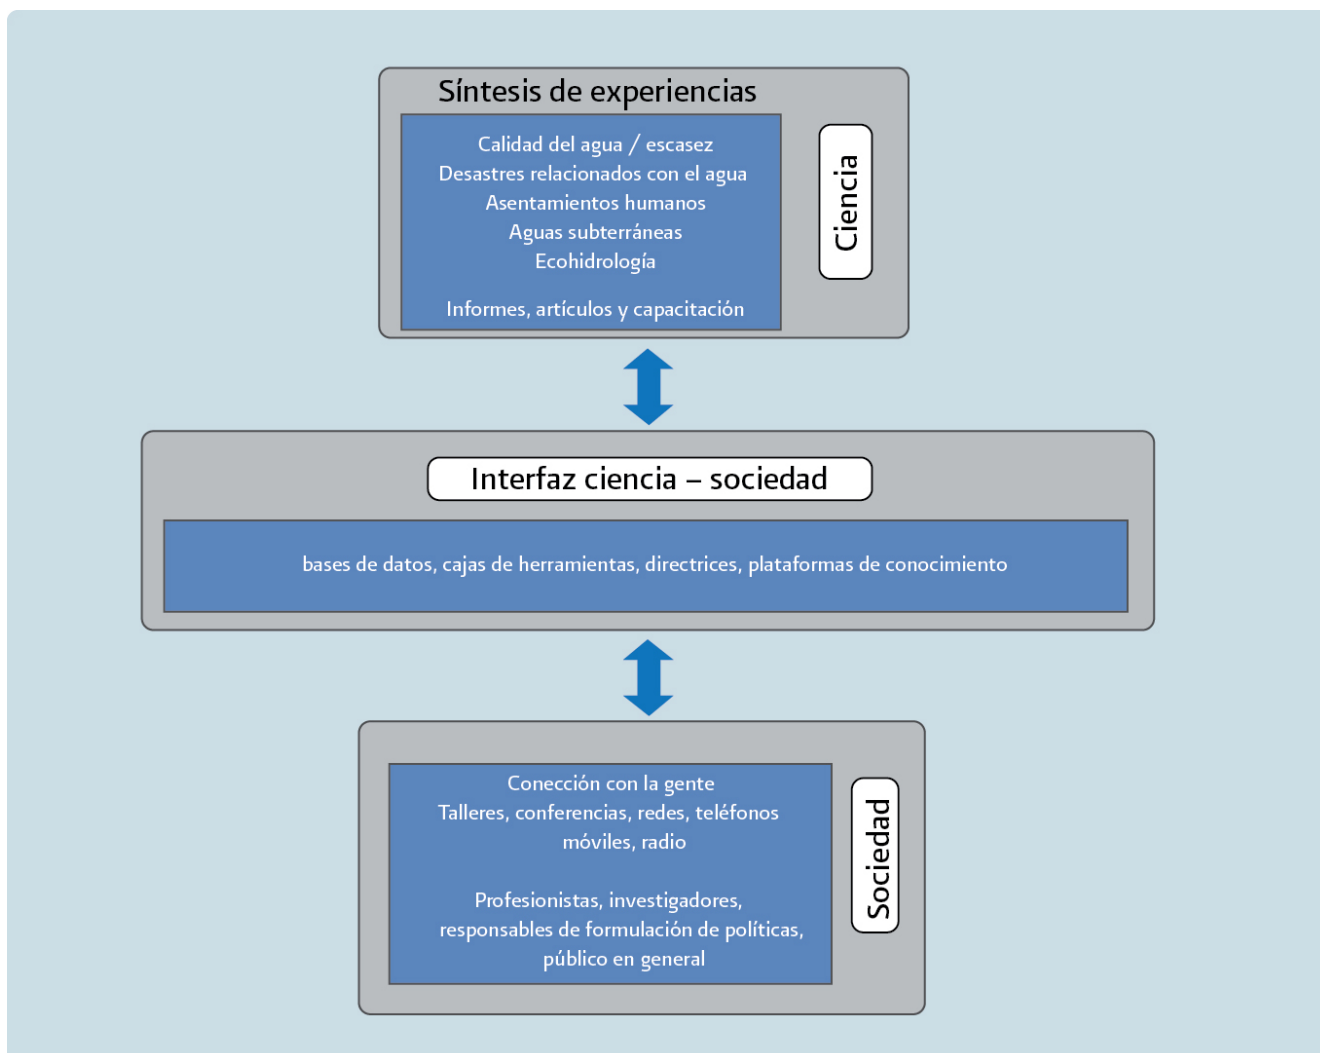 Síntesis de experiencias
Calidad del agua / escasez
Desastres relacionados con el agua
Asentamientos humanos
Aguas subterráneas
Ecohidrología
Informes, artículos y capacitación
Ciencia
Interfaz ciencia – sociedad
bases de datos, cajas de herramientas, directrices, plataformas de conocimiento
Conección con la gente
Talleres, conferencias, redes, teléfonos
móviles, radio
Profesionistas, investigadores,
responsables de formulación de políticas,
público en general
Sociedad